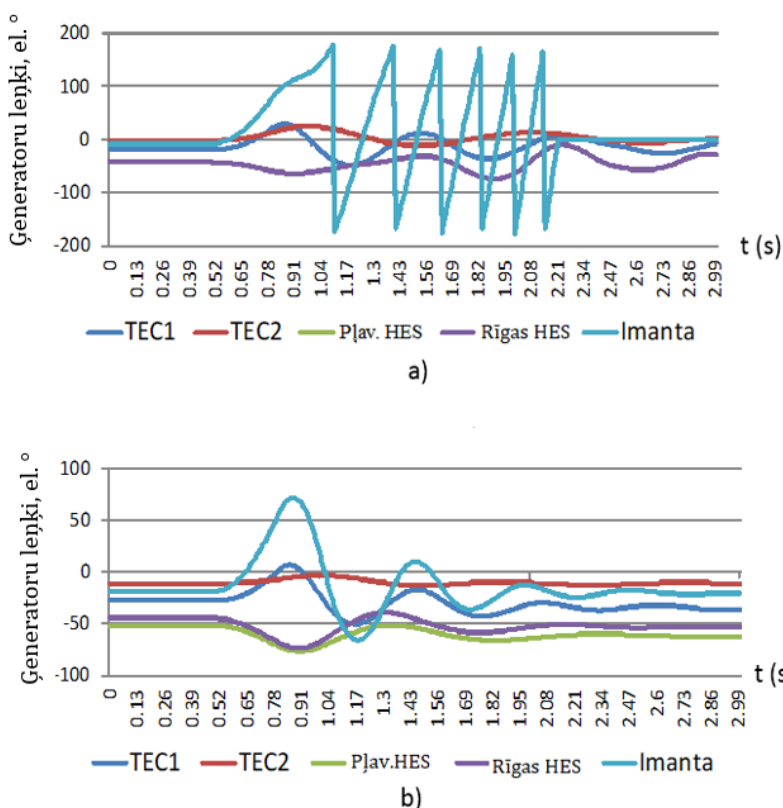 Ģeneratoru leņķi, el. °
200
100
0
-100
-200
0 0.13 0.26 0.39 0.52 0.65 0.78 0.91 1.04 1.17 1.3 1.43 1.56 1.69 1.82 1.95 2.08 2.21 2.34 2.47 2.6 2.73 2.86 2.99
t (s)
TEC1 TEC2 Pļav. HES Rīgas HES Imanta
a)
Ģeneratoru leņķi, el. °
100
50
0
-50
-100
0 0.13 0.26 0.39 0.52 0.65 0.78 0.91 1.04 1.17 1.3 1.43 1.56 1.69 1.82 1.95 2.08 2.21 2.34 2.47 2.6 2.73 2.86 2.99
t (s
TEC1 TEC2 Pļav.HES Rīgas HES Imanta
b)